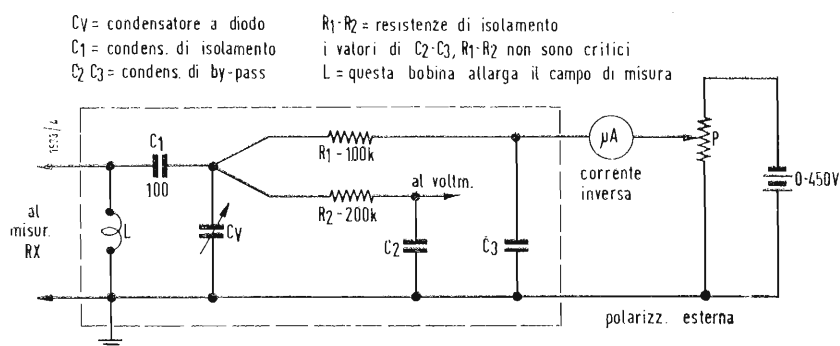 CV = condensatore a diodo
C1 = condens. di isolamento
C2 C3 = condens. di by-pass
R1-R2 = resistenze di isolamento
i valori di C2-C3, R1-R2 non sono critici
L = questa bobina allarga il campo di misura
C1
100
R1-100k
R2-200k
al voltm.
µA
corrente
inversa
P
0-450V
al
misur.
RX
L
CV
C2
C3
polarizz. esterna